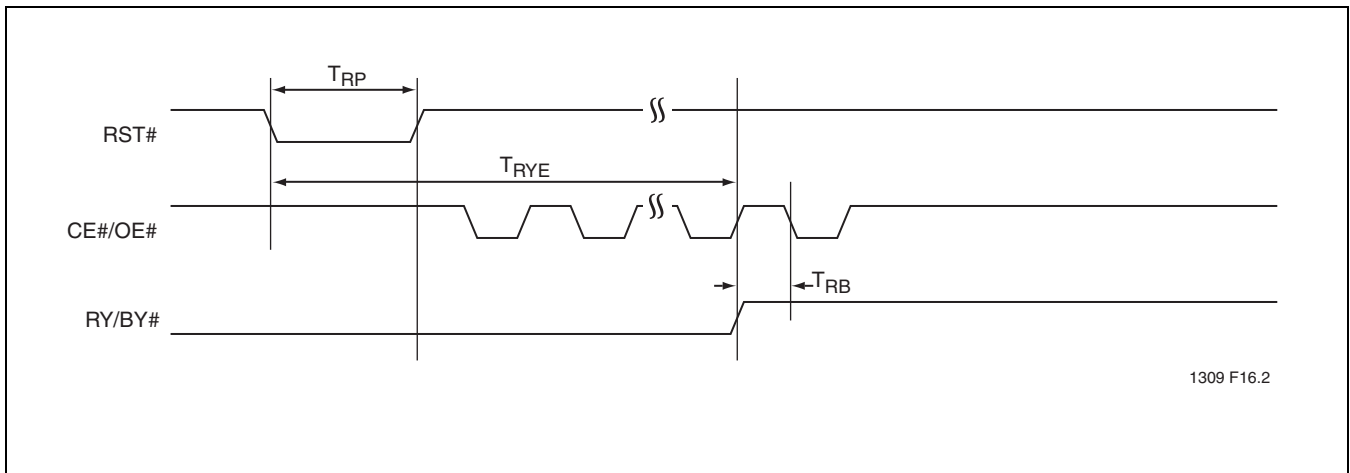 TRP
RST#
TRYE
CE#/OE#
TRB
RY/BY#
1309 F16.2